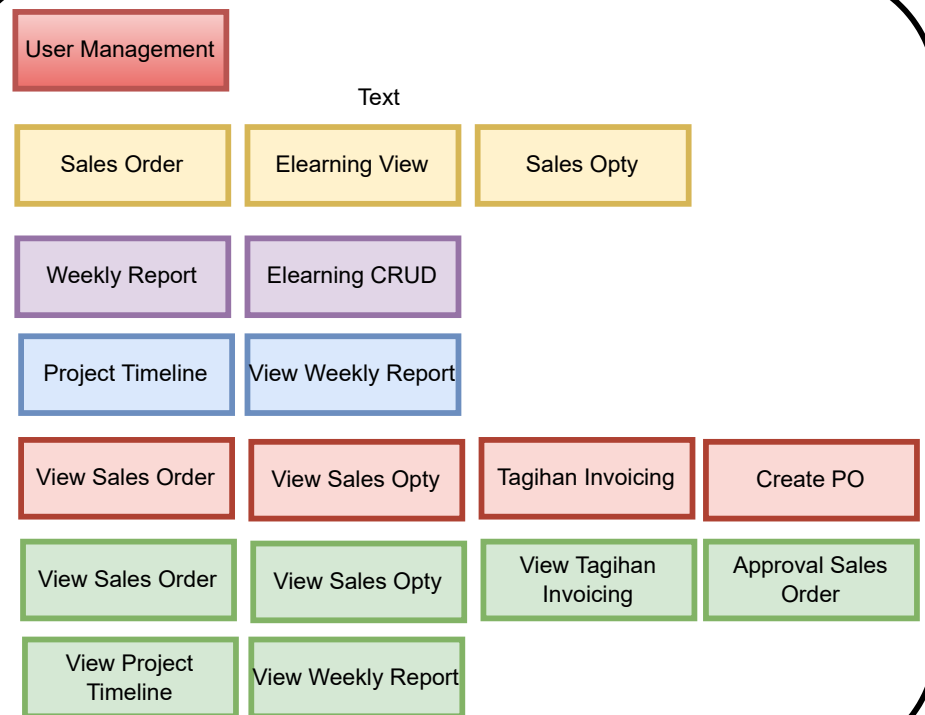 User Management
Text
Sales Order
Elearning View
Sales Opty
Weekly Report
Elearning CRUD
Project Timeline
View Weekly Report
View Sales Order
View Sales Opty
Tagihan Invoicing
Create PO
View Sales Order
View Sales Opty
View Tagihan
Invoicing
Approval Sales
Order
View Project
Timeline
View Weekly Report